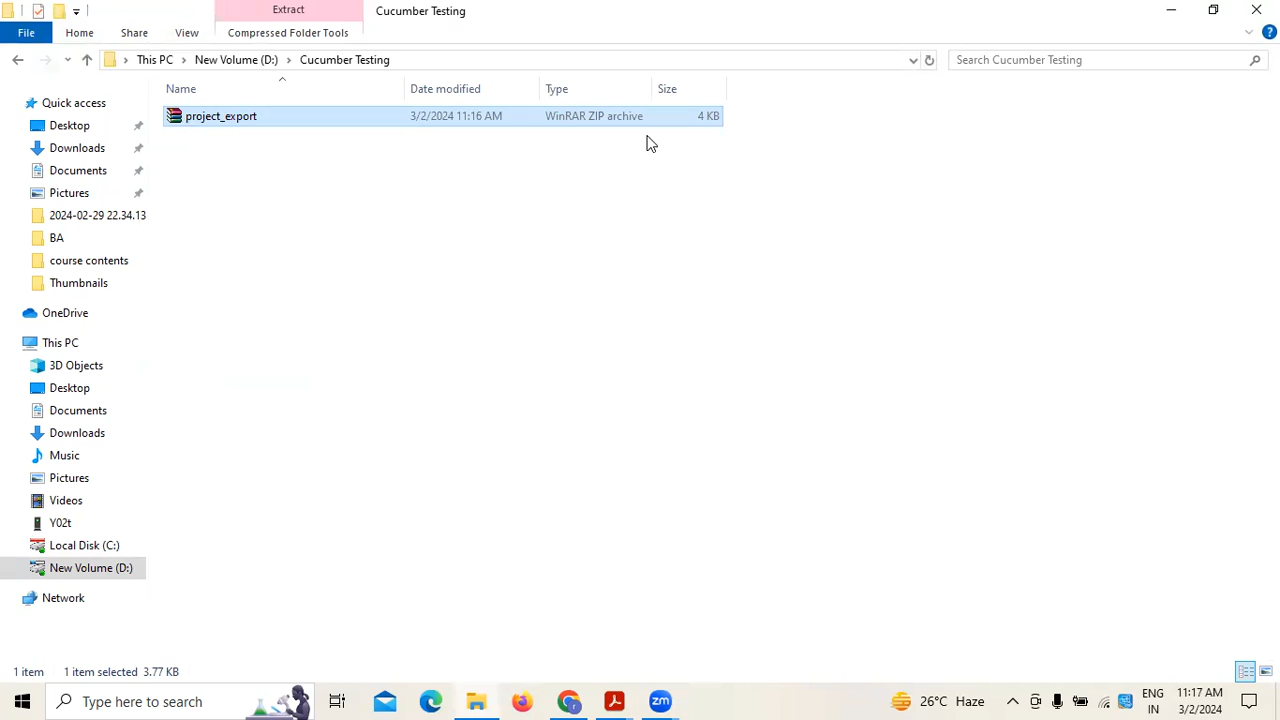 Extract
Cucumber Testing
File
Home
Share
View
Compressed Folder Tools
This PC
New Volume (D:)
Cucumber Testing
Search Cucumber Testing
Name
Date modified
Type
Size
project_export
3/2/2024 11:16 AM
WinRAR ZIP archive
4 KB
Quick access
Desktop
Downloads
Documents
Pictures
2024-02-29 22.34.13
BA
course contents
Thumbnails
OneDrive
This PC
3D Objects
Desktop
Documents
Downloads
Music
Pictures
Videos
Y02t
Local Disk (C:)
New Volume (D:)
Network
1 item
1 item selected 3.77 KB
Type here to search
zm
26°C Haze
ENG
IN
11:17 AM
3/2/2024